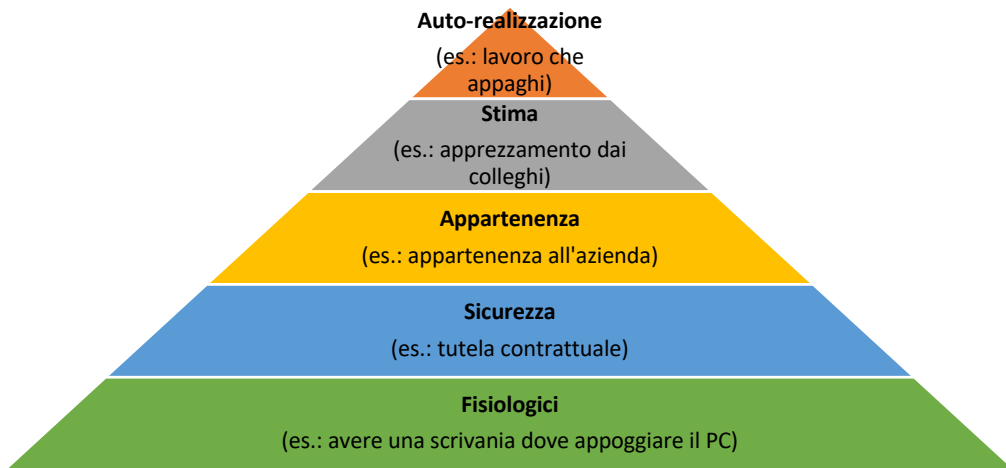 Auto-realizzazione
(es.: lavoro che
appaghi)
Stima
(es.: apprezzamento dai
colleghi)
Appartenenza
(es.: appartenenza all'azienda)
Sicurezza
(es.: tutela contrattuale)
Fisiologici
(es.: avere una scrivania dove appoggiare il PC)